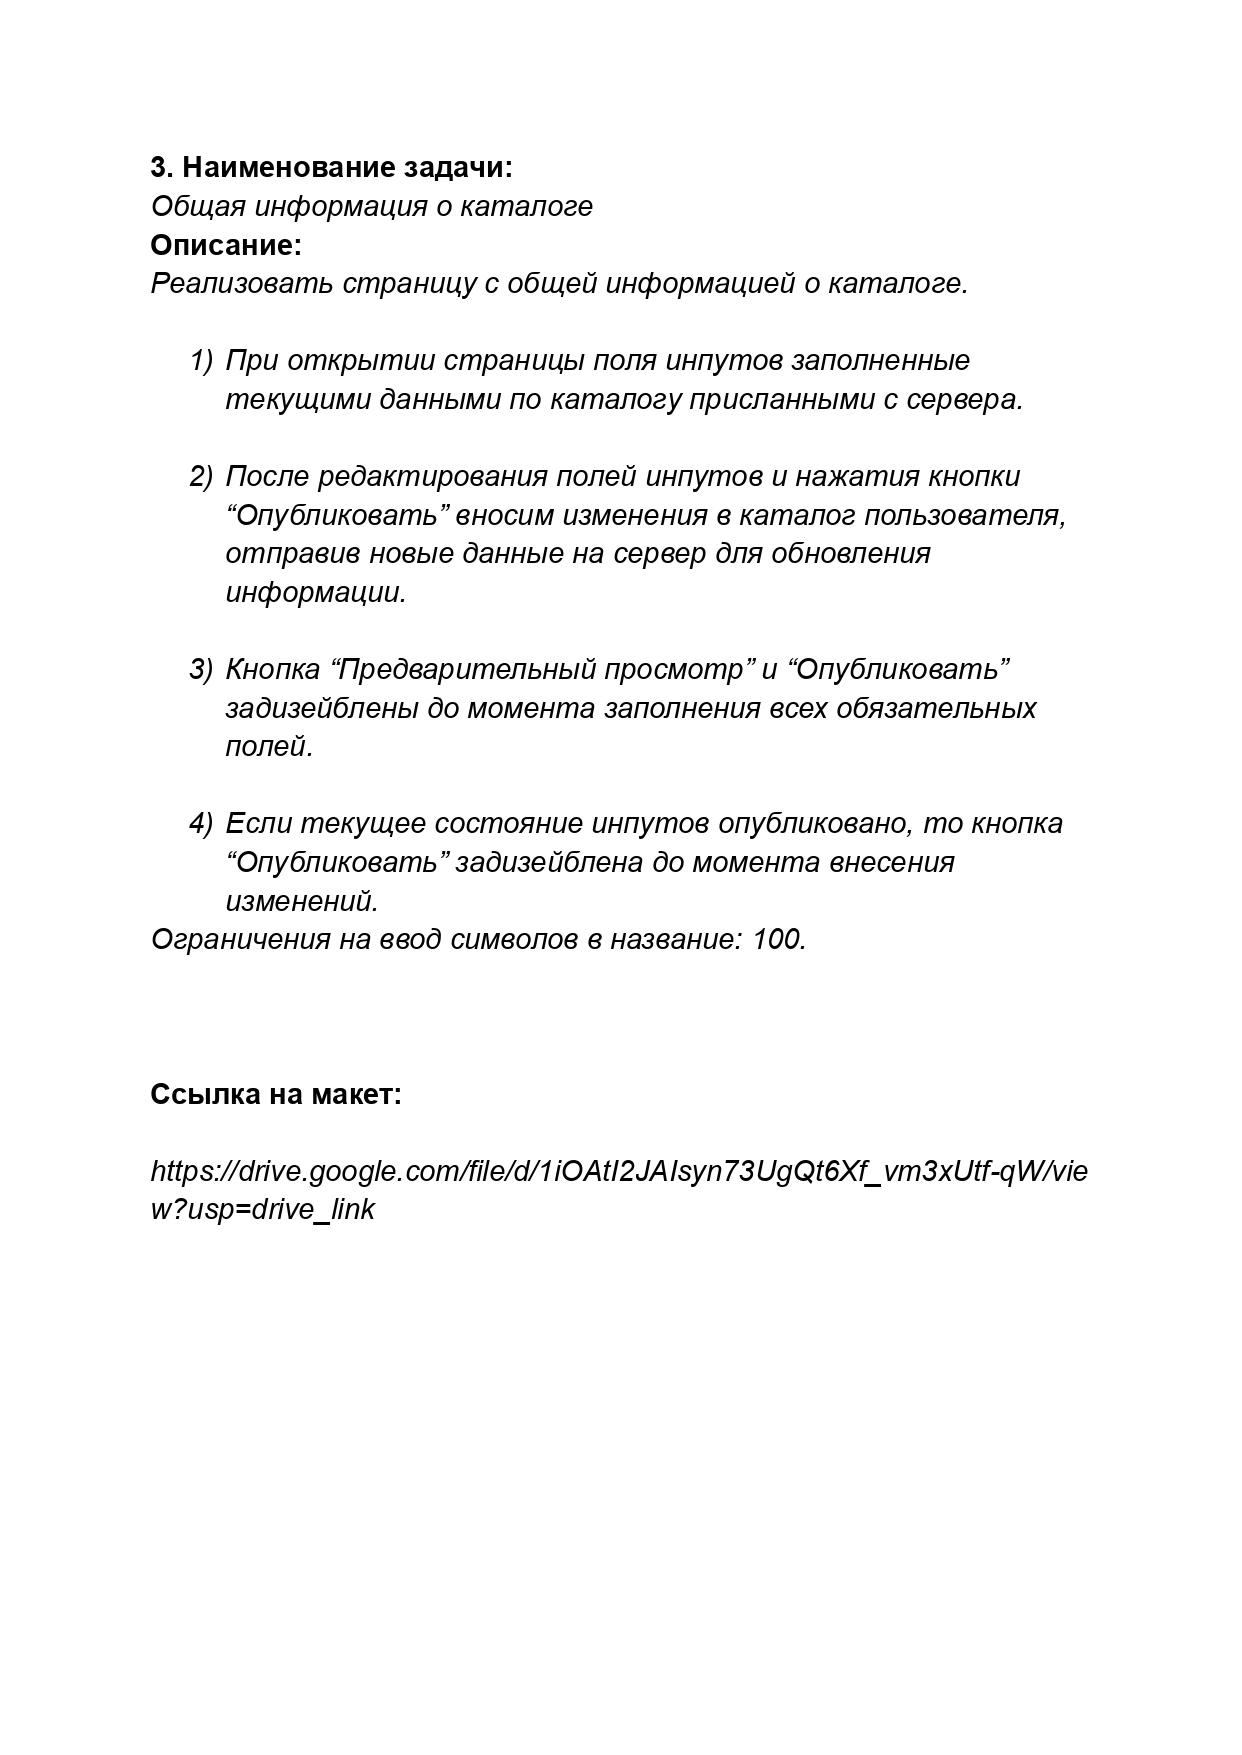 3. Наименование задачи:
Общая информация о каталоге
Описание:
Реализовать страницу с общей информацией о каталоге.
1) При открытии страницы поля инпутов заполненные
текущими данными по каталогу присланными с сервера.
2) После редактирования полей инпутов и нажатия кнопки
“Опубликовать” вносим изменения в каталог пользователя,
отправив новые данные на сервер для обновления
информации.
3) Кнопка “Предварительный просмотр” и “Опубликовать”
задизейблены до момента заполнения всех обязательных
полей.
4) Если текущее состояние инпутов опубликовано, то кнопка
“Опубликовать” задизейблена до момента внесения
изменений.
Ограничения на ввод символов в название: 100.
Ссылка на макет:
https://drive.google.com/file/d/1iOAtI2JAIsyn73UgQt6Xf_vm3xUtf-qW/vie
w?usp=drive_link